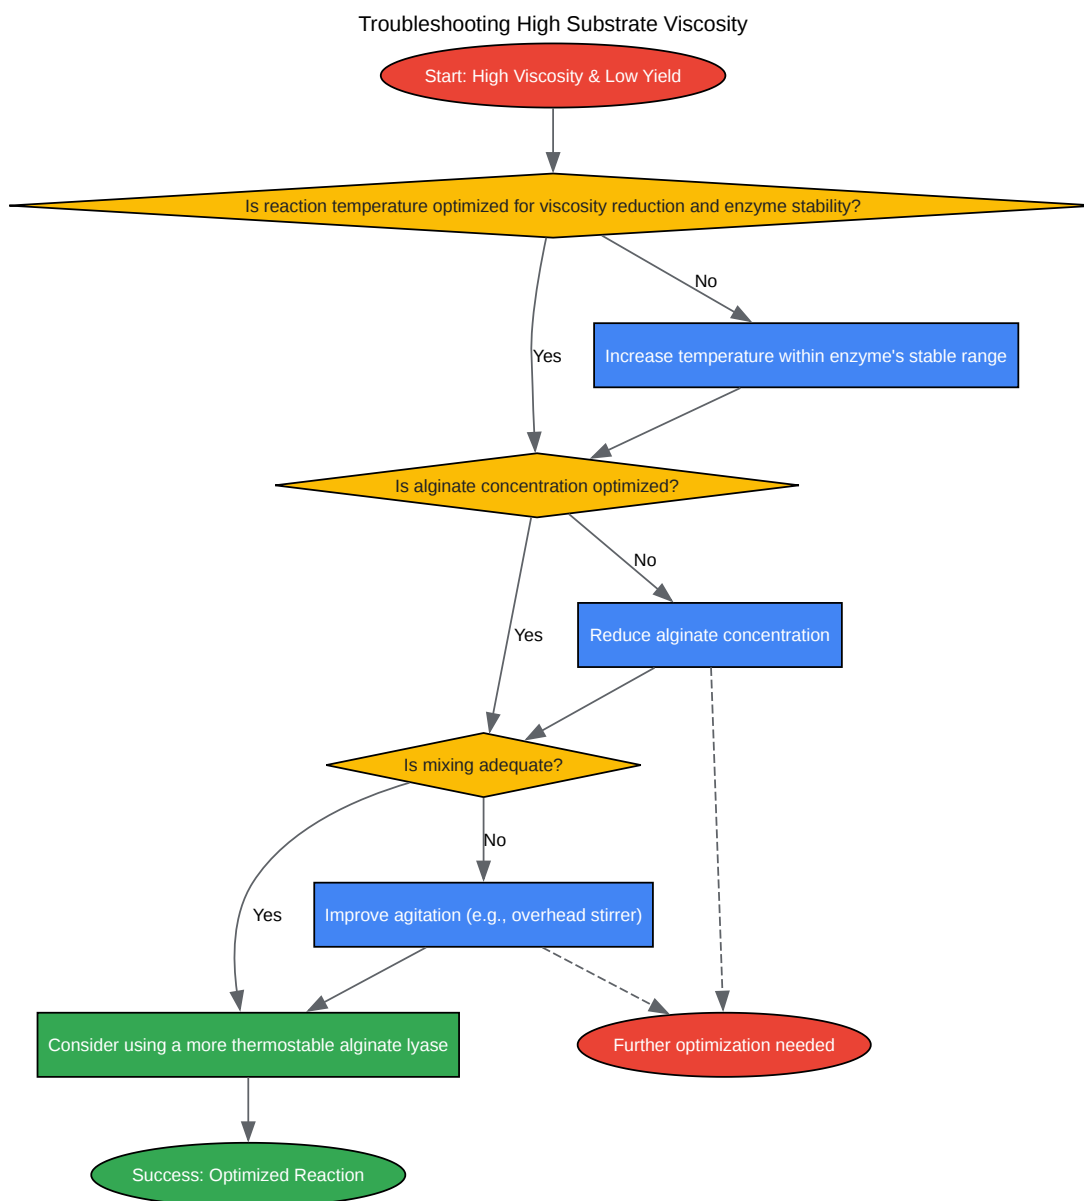 Troubleshooting High Substrate Viscosity
Start: High Viscosity & Low Yield
Is reaction temperature optimized for viscosity reduction and enzyme stability?
No
Yes
Increase temperature within enzyme's stable range
Is alginate concentration optimized?
No
Yes
Reduce alginate concentration
Is mixing adequate?
No
Yes
Improve agitation (e.g., overhead stirrer)
Consider using a more thermostable alginate lyase
Further optimization needed
Success: Optimized Reaction